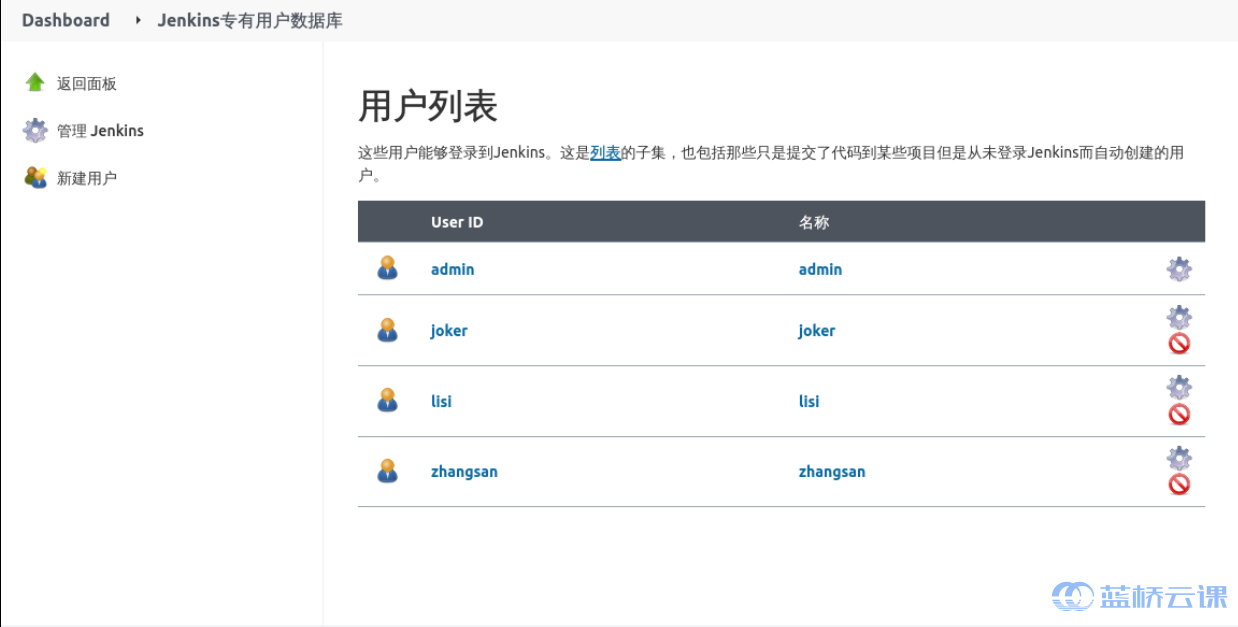 Dashboard ▸ Jenkins专有用户数据库
返回面板
管理 Jenkins
新建用户
用户列表
这些用户能够登录到Jenkins。这是列表的子集，也包括那些只是提交了代码到某些项目但是从未登录Jenkins而自动创建的用
户。
User ID 名称
admin admin
joker joker
lisi lisi
zhangsan zhangsan
蓝桥云课